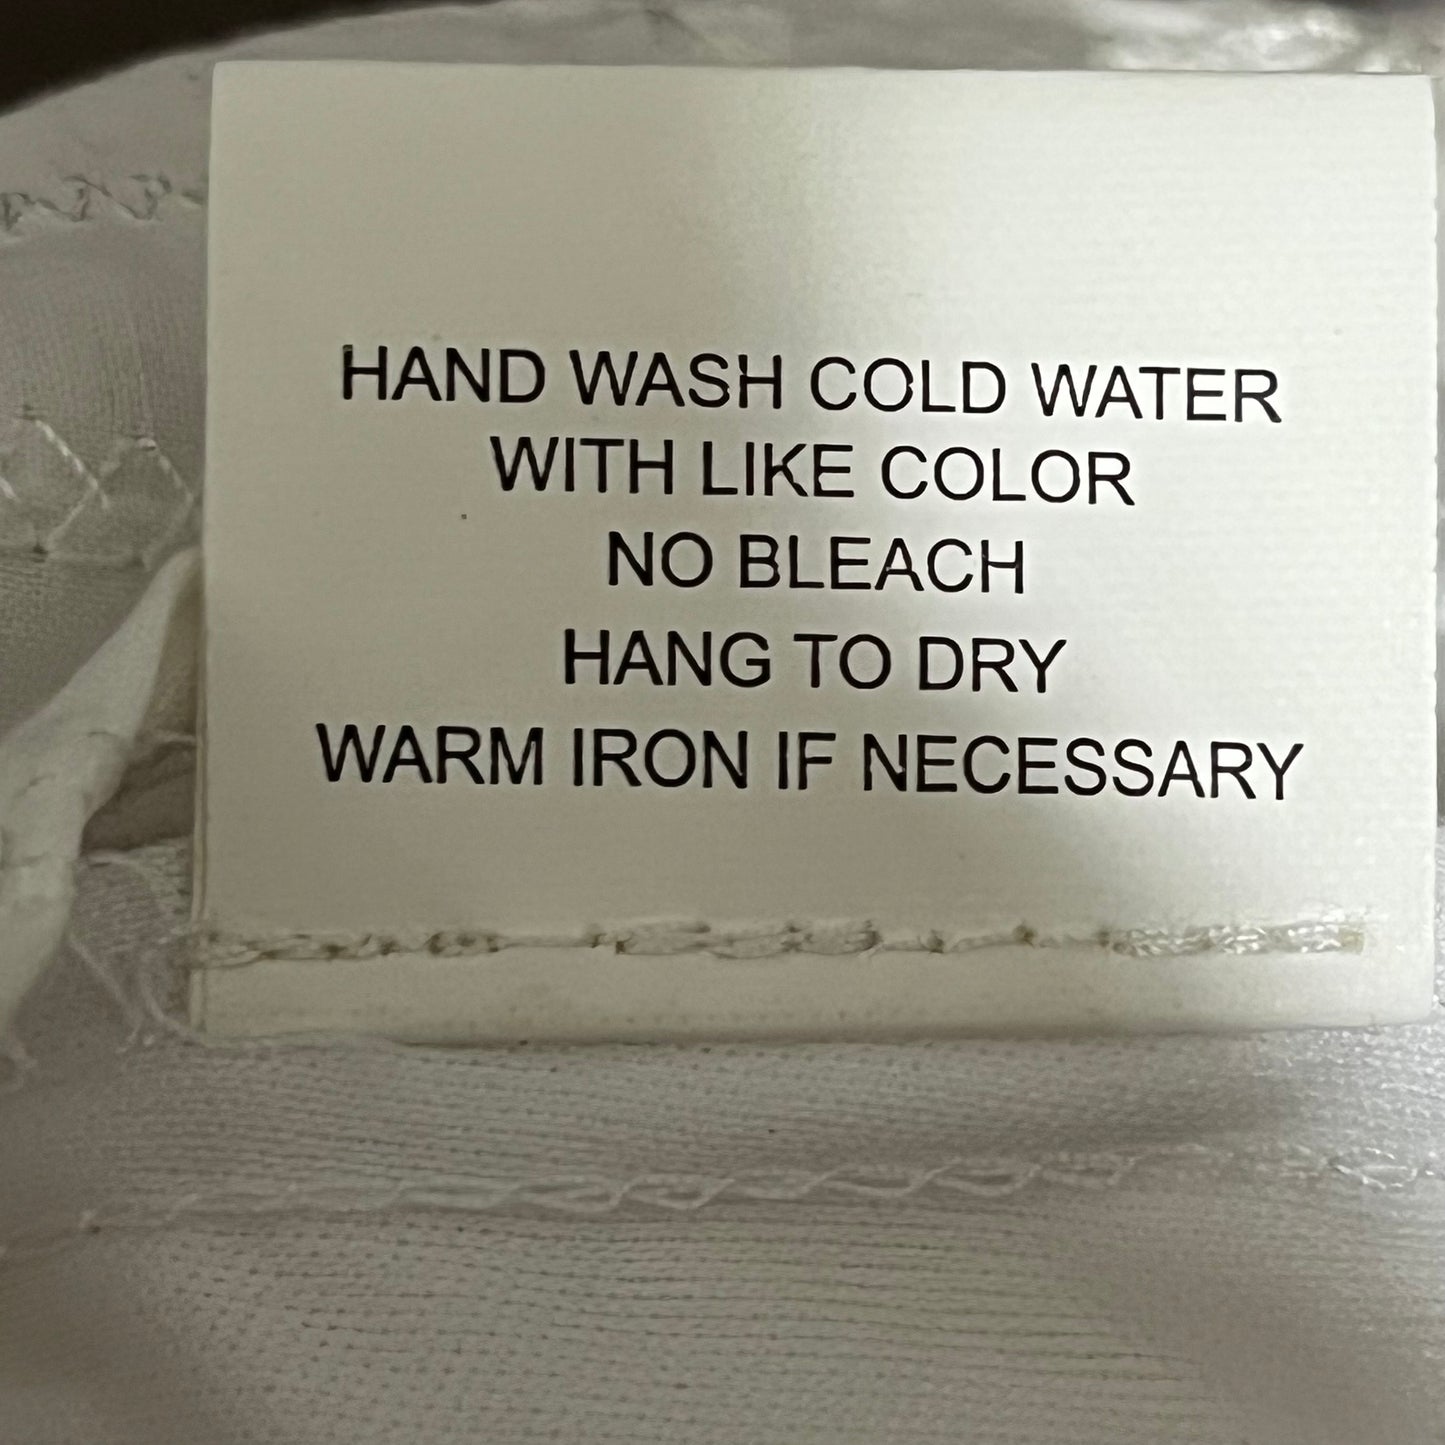 HAND WASH COLD WATER
WITH LIKE COLOR
NO BLEACH
HANG TO DRY
WARM IRON IF NECESSARY